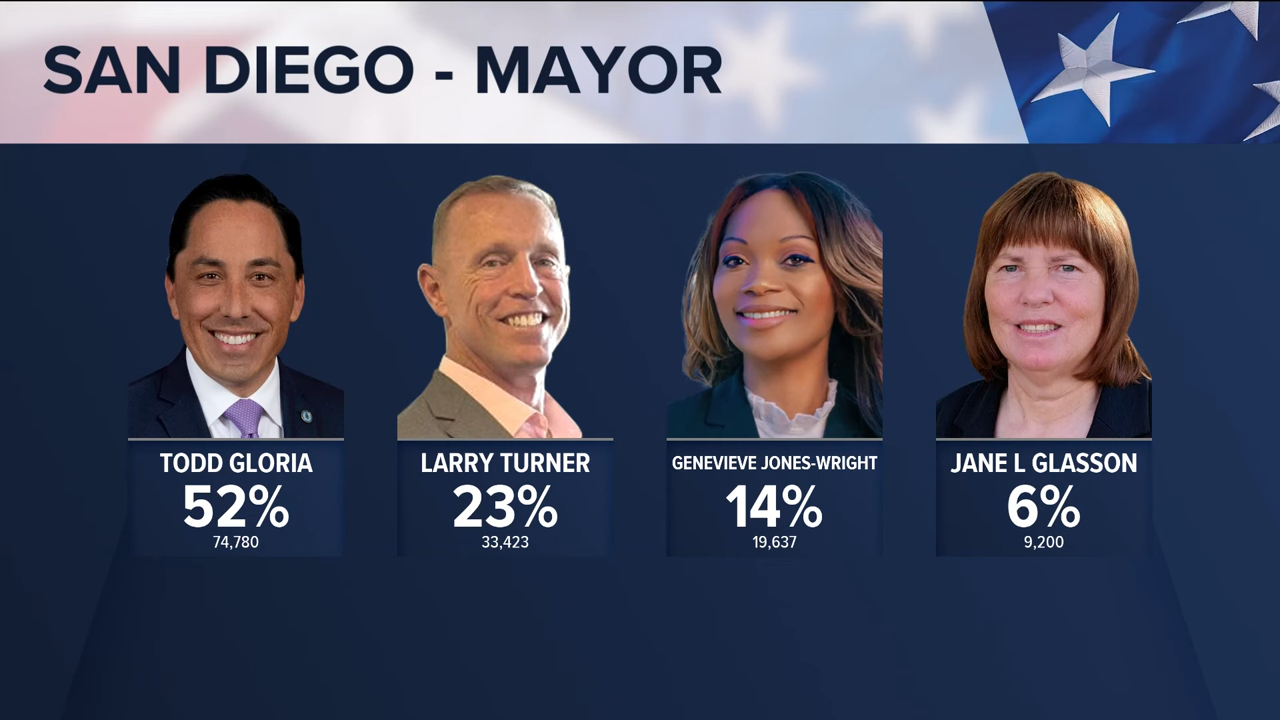 SAN DIEGO - MAYOR
TODD GLORIA
52%
74,780
LARRY TURNER
23%
33,423
GENEVIEVE JONES-WRIGHT
14%
19,637
JANE L GLASSON
6%
9,200